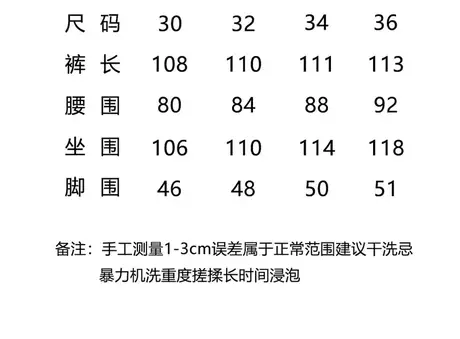 尺 码 30 32 34 36
裤 长 108 110 111 113
腰 围 80 84 88 92
坐 围 106 110 114 118
脚 围 46 48 50 51
备注：手工测量1-3cm误差属于正常范围建议干洗忌
暴力机洗重度搓揉长时间浸泡